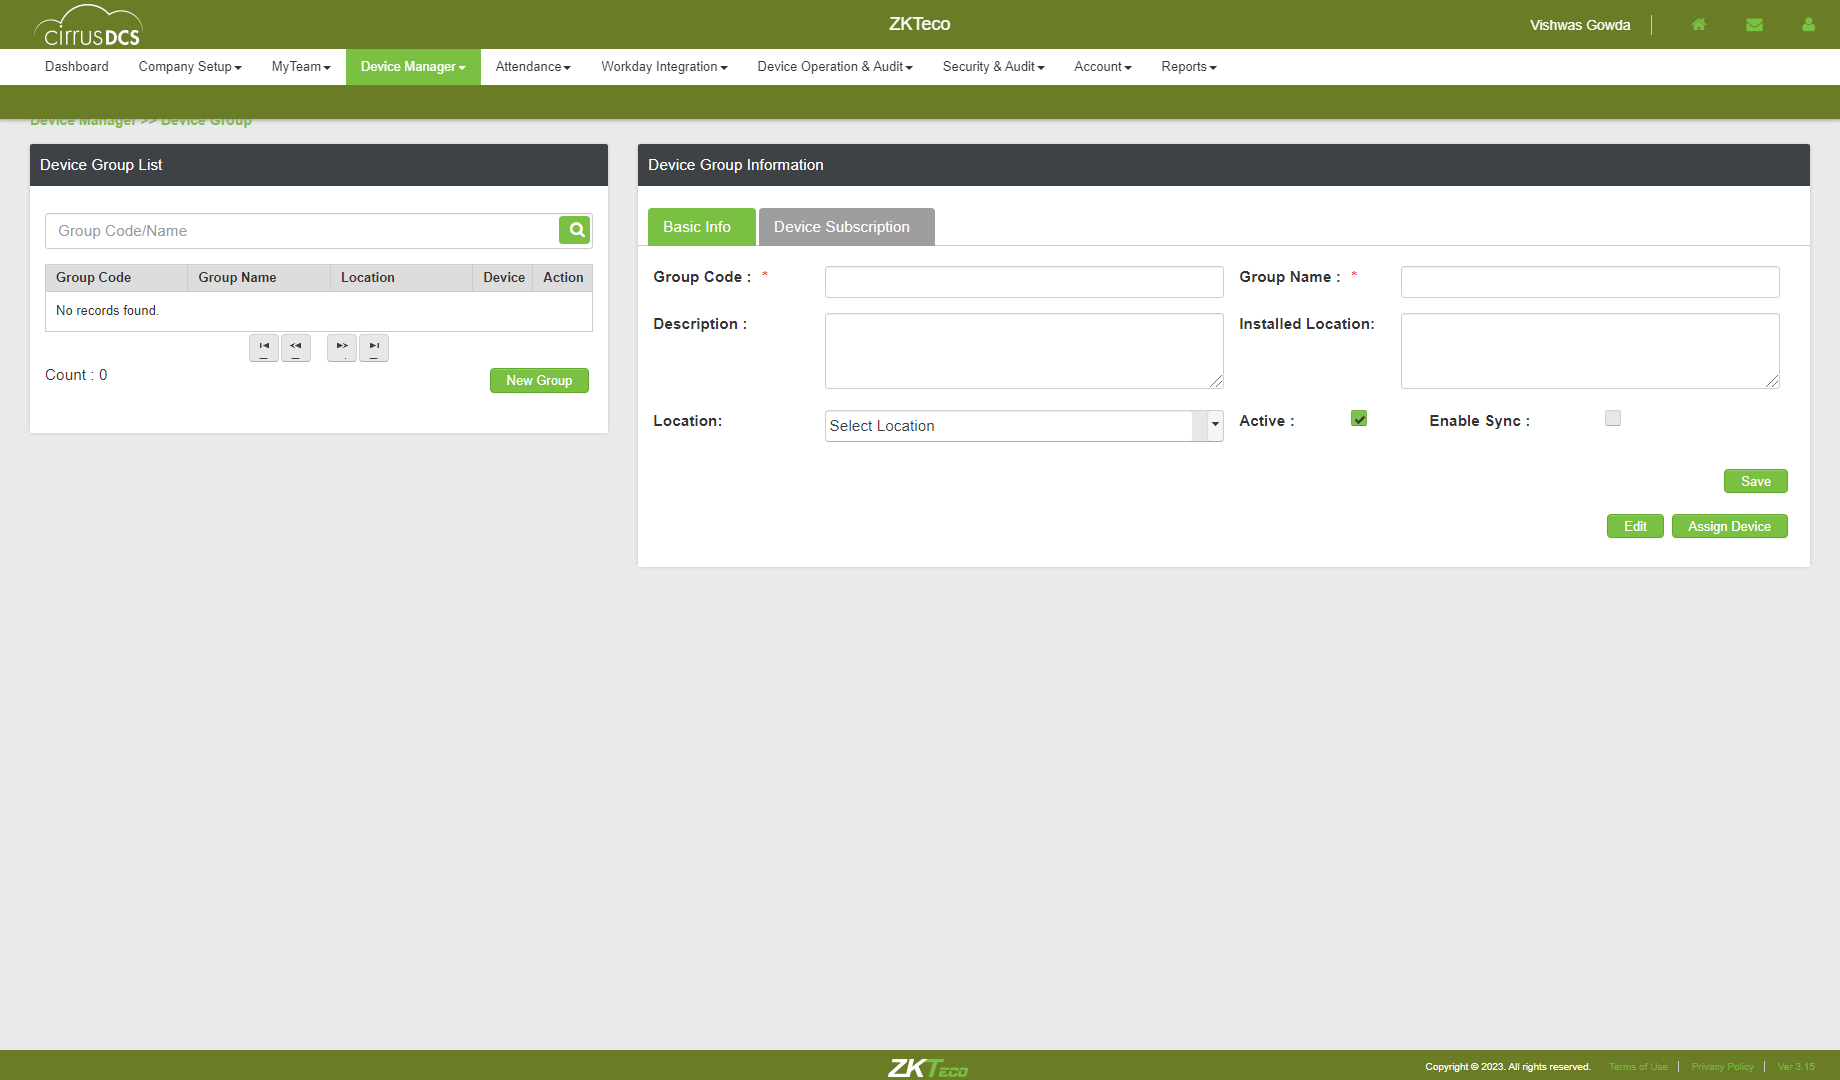 cirrusDCS
ZKTeco
Vishwas Gowda
Dashboard Company Setup MyTeam Device Manager Attendance Workday Integration Device Operation & Audit Security & Audit Account Reports
Device Manager >> Device Group
Device Group List
Group Code/Name
Group Code Group Name Location Device Action
No records found.
Count : 0
New Group
Device Group Information
Basic Info Device Subscription
Group Code : * Group Name : *
Description : Installed Location:
Location: Select Location Active : Enable Sync :
Save
Edit Assign Device
ZKTeco
Copyright © 2023. All rights reserved. Terms of Use | Privacy Policy | Ver 3.15